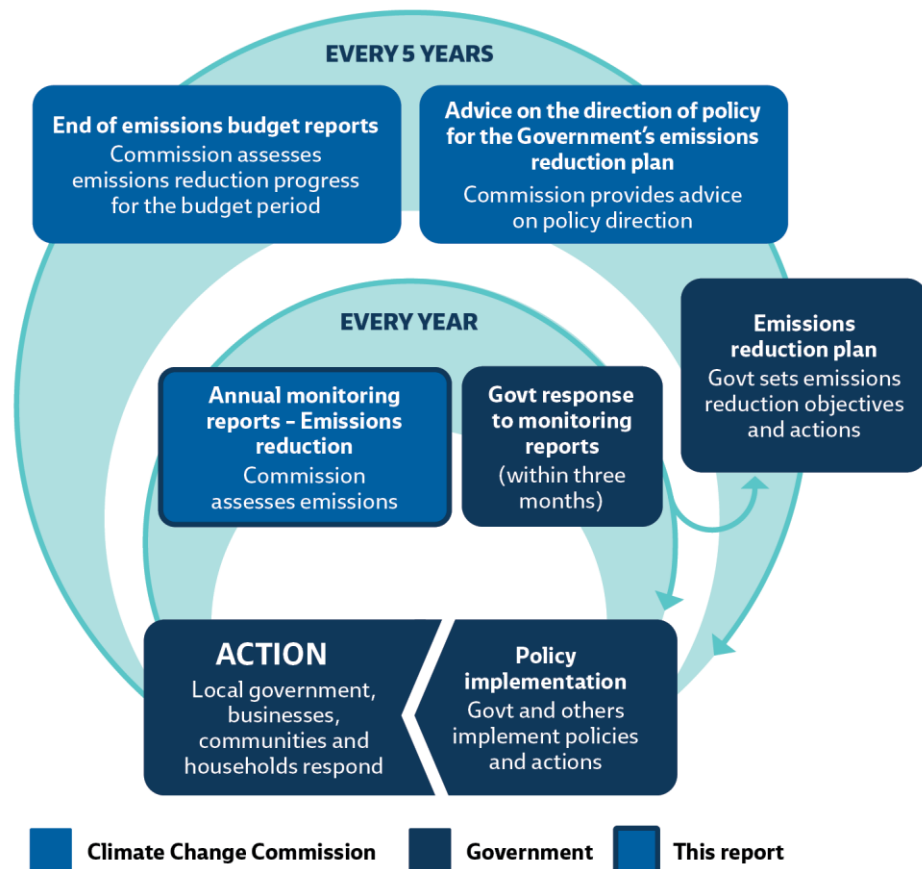 EVERY 5 YEARS
End of emissions budget reports
Commission assesses
emissions reduction progress
for the budget period
Advice on the direction of policy
for the Government's emissions
reduction plan
Commission provides advice
on policy direction
EVERY YEAR
Annual monitoring
reports – Emissions
reduction
Commission
assesses emissions
Govt response
to monitoring
reports
(within three
months)
Emissions
reduction plan
Govt sets emissions
reduction objectives
and actions
ACTION
Local government,
businesses,
communities and
households respond
Policy
implementation
Govt and others
implement policies
and actions
Climate Change Commission
Government
This report